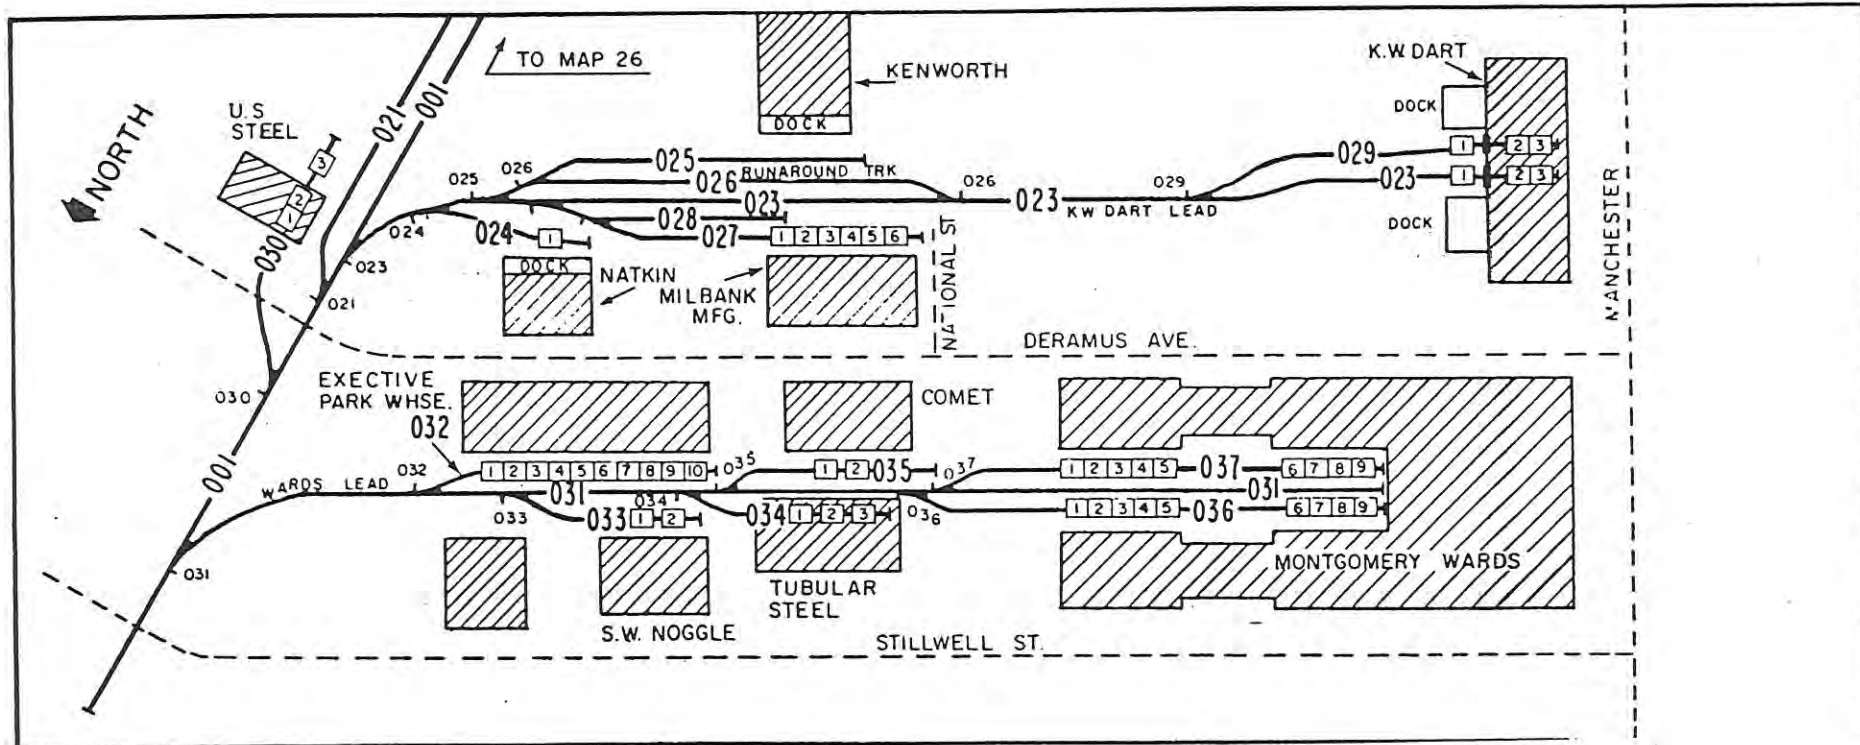 TO MAP 26
KENWORTH
DOCK
K.W. DART
DOCK
U.S
STEEL
NORTH
021
001
3
2
1
030
025
026
025
026
RUNAROUND TRK
023
026
023
KW DART LEAD
029
029
1
2 3
023
1
2 3
DOCK
MANCHESTER
024
024
1
028
027
1 2 3 4 5 6
023
021
DOCK
NATKIN
MILBANK
MFG.
NATIONAL ST
DERAMUS AVE.
030
EXECTIVE
PARK WHSE.
032
COMET
001
WARDS LEAD
032
1 2 3 4 5 6 7 8 9 10
035
1 2 035
037
1 2 3 4 5 037 6 7 8 9
031
034
031
033
033 1 2
034 1 2 3
036
1 2 3 4 5 036 6 7 8 9
031
TUBULAR
STEEL
MONTGOMERY WARDS
S.W. NOGGLE
STILLWELL ST.